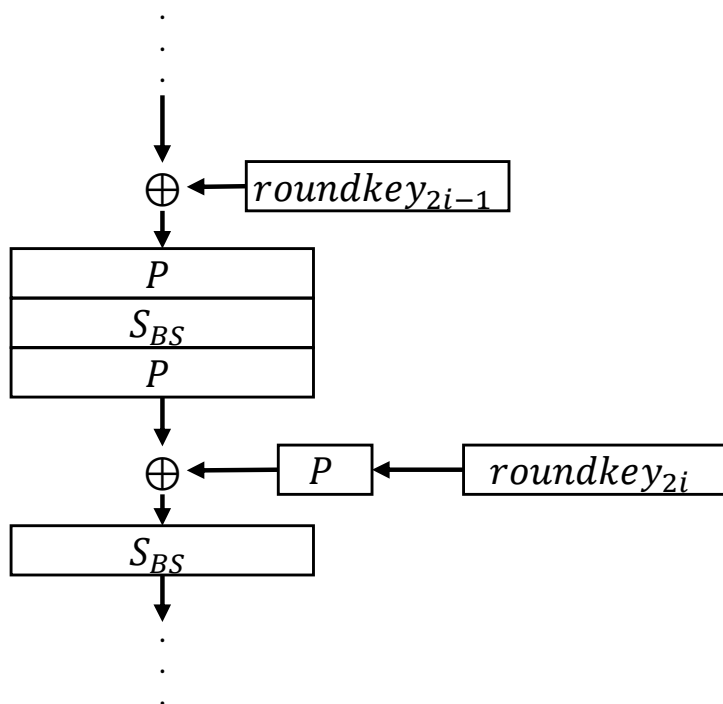 .
.
.
⊕ roundkey_{2i−1}
P
S_{BS}
P
⊕ P roundkey_{2i}
S_{BS}
.
.
.